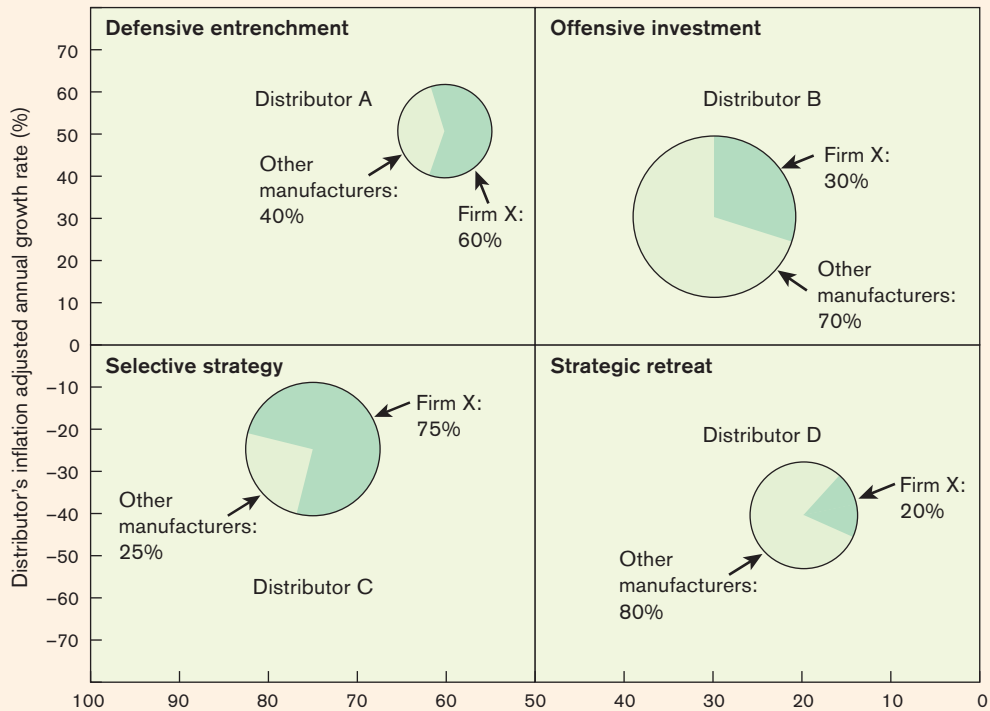 Distributor's inflation adjusted annual growth rate (%)
70
60
50
40
30
20
10
0
–10
–20
–30
–40
–50
–60
–70
Defensive entrenchment
Distributor A
Other
manufacturers:
40%
Firm X:
60%
Offensive investment
Distributor B
Firm X:
30%
Other
manufacturers:
70%
Selective strategy
Firm X:
75%
Other
manufacturers:
25%
Distributor C
Strategic retreat
Distributor D
Firm X:
20%
Other
manufacturers:
80%
100 90 80 70 60 50 40 30 20 10 0